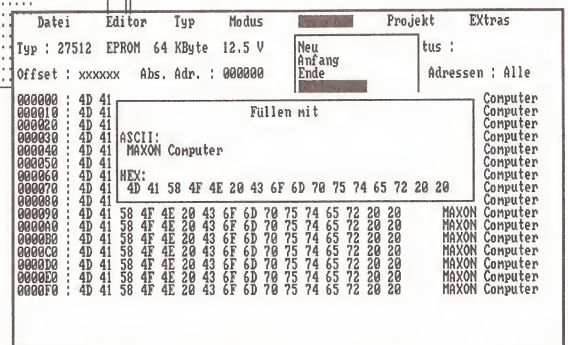 Datei Editor Typ Modus Projekt EXtras
Typ : 27512 EPROM 64 KByte 12.5 V tus :
Neu
Anfang
Ende
Offset : xxxxxx Abs. Adr. : 000000 Adressen : Alle
Füllen mit
ASCII:
MAXON Computer
HEX:
4D 41 58 4F 4E 20 43 6F 6D 70 75 74 65 72 20 20
000000 : 4D 41 Computer
000010 : 4D 41 Computer
000020 : 4D 41 Computer
000030 : 4D 41 Computer
000040 : 4D 41 Computer
000050 : 4D 41 Computer
000060 : 4D 41 Computer
000070 : 4D 41 Computer
000080 : 4D 41 Computer
000090 : 4D 41 58 4F 4E 20 43 6F 6D 70 75 74 65 72 20 20 MAXON Computer
0000A0 : 4D 41 58 4F 4E 20 43 6F 6D 70 75 74 65 72 20 20 MAXON Computer
0000B0 : 4D 41 58 4F 4E 20 43 6F 6D 70 75 74 65 72 20 20 MAXON Computer
0000C0 : 4D 41 58 4F 4E 20 43 6F 6D 70 75 74 65 72 20 20 MAXON Computer
0000D0 : 4D 41 58 4F 4E 20 43 6F 6D 70 75 74 65 72 20 20 MAXON Computer
0000E0 : 4D 41 58 4F 4E 20 43 6F 6D 70 75 74 65 72 20 20 MAXON Computer
0000F0 : 4D 41 58 4F 4E 20 43 6F 6D 70 75 74 65 72 20 20 MAXON Computer